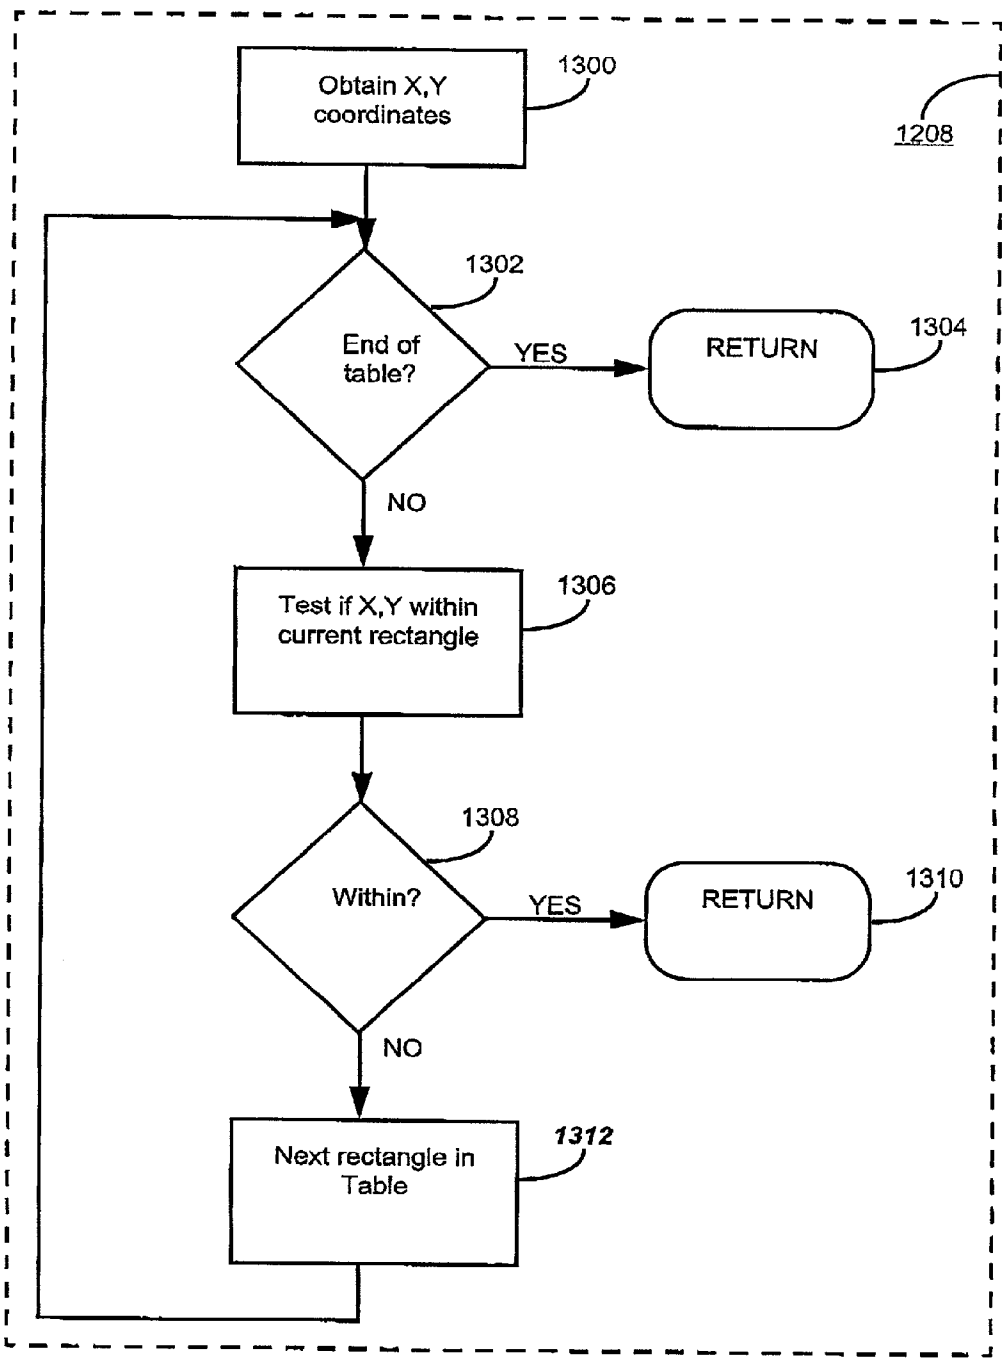 1300
Obtain X,Y
coordinates
1208
1302
End of
table?
YES
RETURN
1304
NO
1306
Test if X,Y within
current rectangle
1308
Within?
YES
RETURN
1310
NO
1312
Next rectangle in
Table